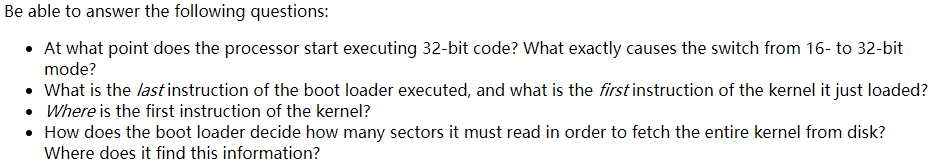 Be able to answer the following questions:
• At what point does the processor start executing 32-bit code? What exactly causes the switch from 16- to 32-bit
mode?
• What is the last instruction of the boot loader executed, and what is the first instruction of the kernel it just loaded?
• Where is the first instruction of the kernel?
• How does the boot loader decide how many sectors it must read in order to fetch the entire kernel from disk?
Where does it find this information?